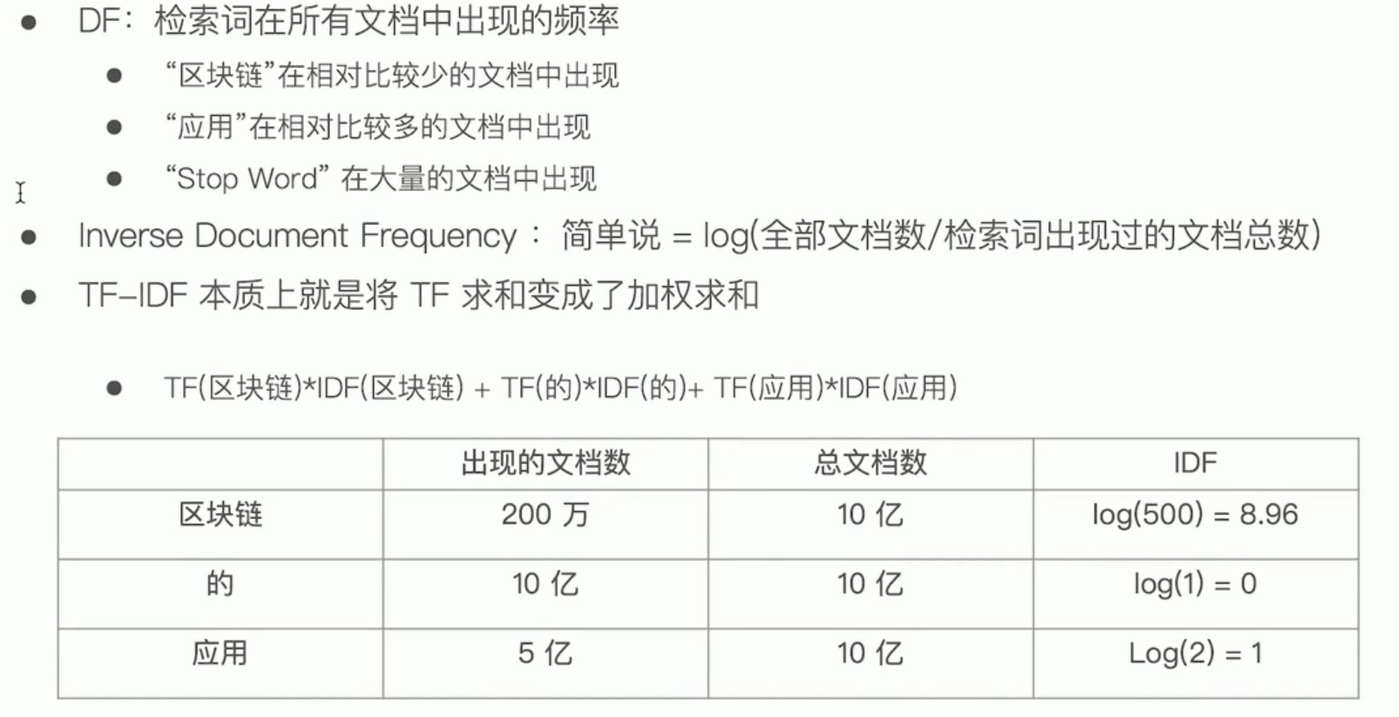 ● DF：检索词在所有文档中出现的频率
● “区块链”在相对比较少的文档中出现
● “应用”在相对比较多的文档中出现
● “Stop Word” 在大量的文档中出现
● Inverse Document Frequency ：简单说 = log(全部文档数/检索词出现过的文档总数)
● TF-IDF 本质上就是将 TF 求和变成了加权求和
● TF(区块链)*IDF(区块链) + TF(的)*IDF(的)+ TF(应用)*IDF(应用)
出现的文档数 总文档数 IDF
区块链 200 万 10 亿 log(500) = 8.96
的 10 亿 10 亿 log(1) = 0
应用 5 亿 10 亿 Log(2) = 1